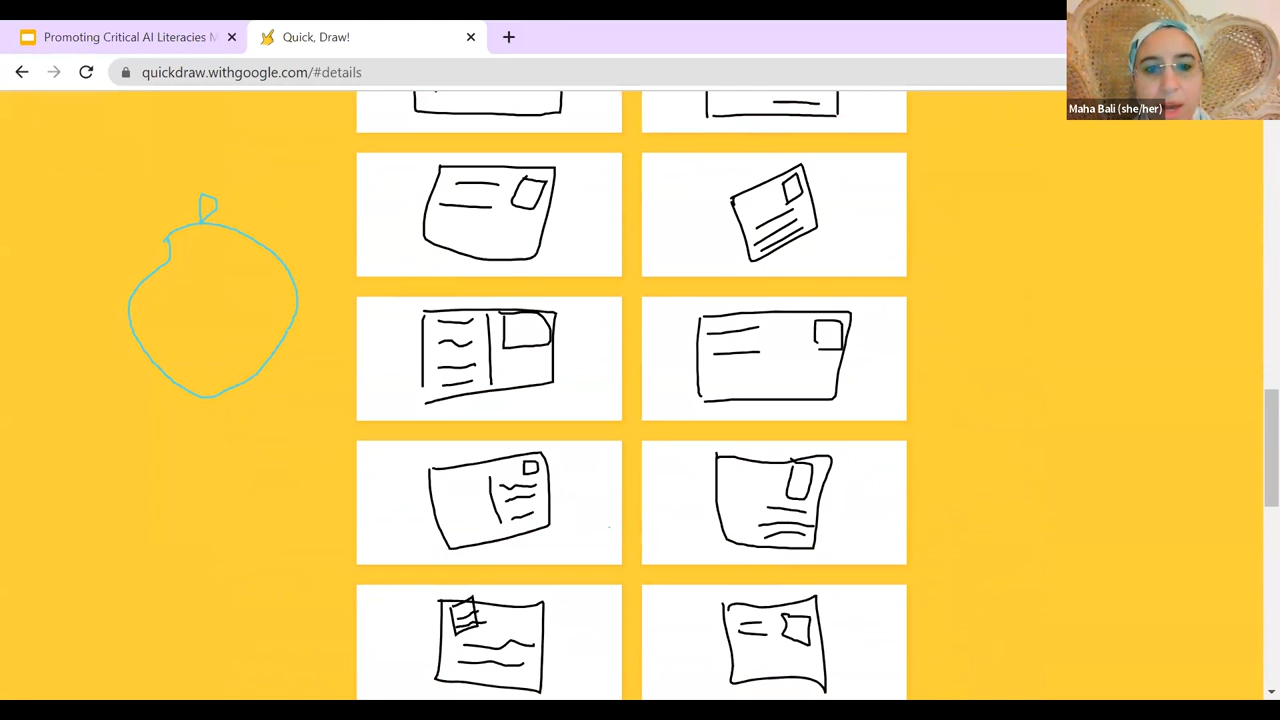 Promoting Critical AI Literacies M
Quick, Draw!
quickdraw.withgoogle.com/#details
Maha Bali (she/her)